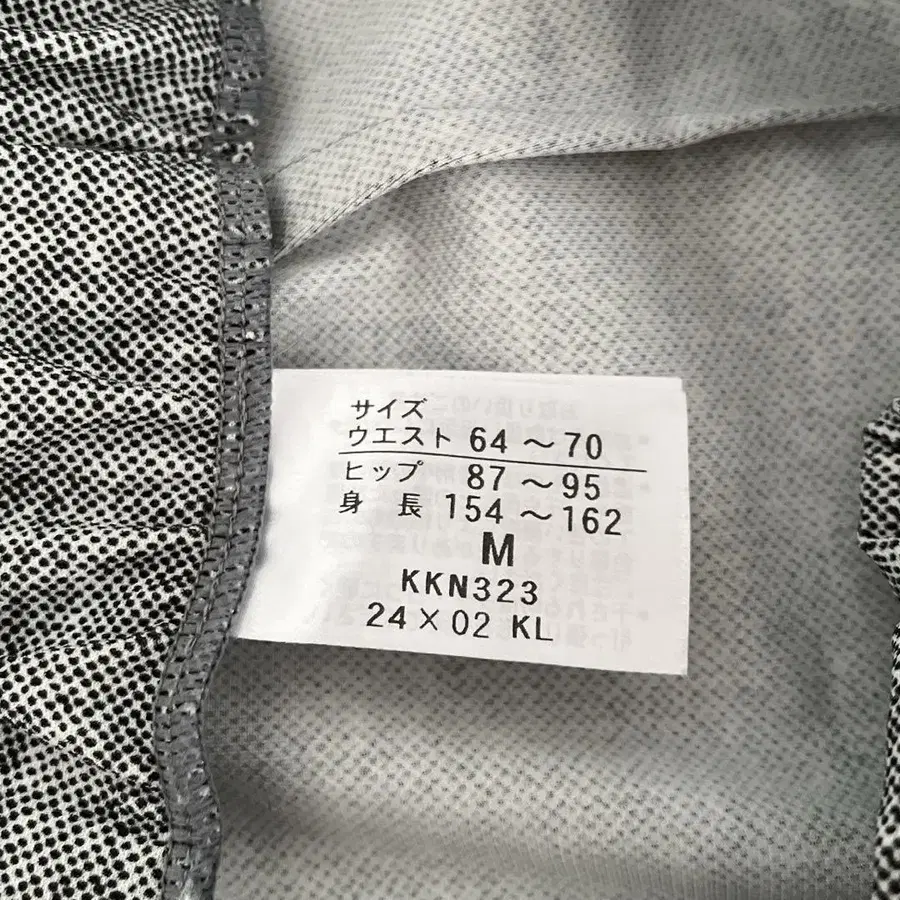 サイズ
ウエスト 64 ～ 70
ヒップ 87 ～ 95
身 長 154 ～ 162
M
KKN323
24 × 02 KL